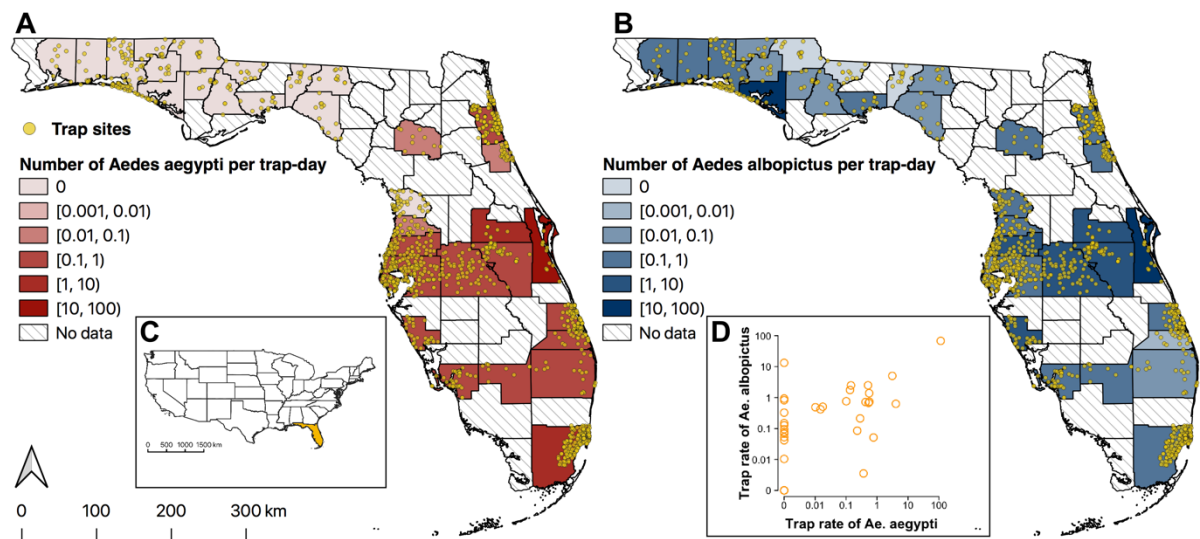 A
Trap sites
Number of Aedes aegypti per trap-day
0
[0.001, 0.01)
[0.01, 0.1)
[0.1, 1)
[1, 10)
[10, 100)
No data
C
0 500 1000 1500 km
0 100 200 300 km
B
Number of Aedes albopictus per trap-day
0
[0.001, 0.01)
[0.01, 0.1)
[0.1, 1)
[1, 10)
[10, 100)
No data
D
Trap rate of Ae. albopictus
100
10
1
0.1
0.01
0
0 0.01 0.1 1 10 100
Trap rate of Ae. aegypti